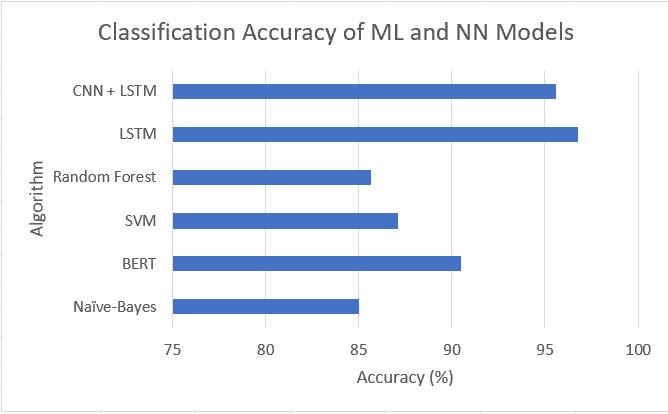 Classification Accuracy of ML and NN Models
CNN + LSTM
LSTM
Random Forest
SVM
BERT
Naïve-Bayes
Algorithm
75 80 85 90 95 100
Accuracy (%)